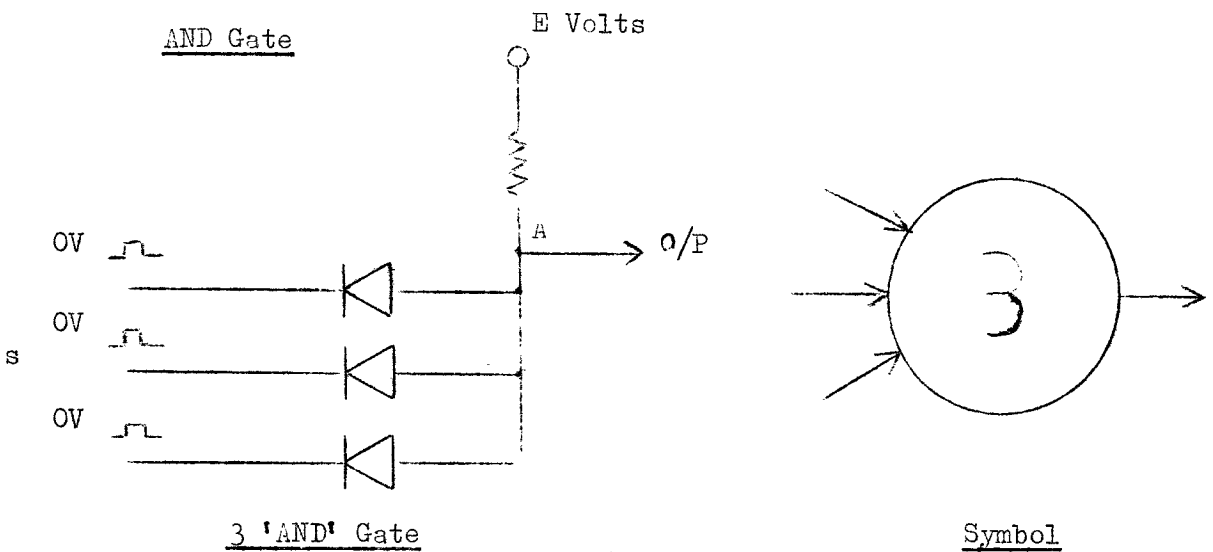 AND Gate
E Volts
A
O/P
OV
OV
s
OV
3
3 'AND' Gate
Symbol